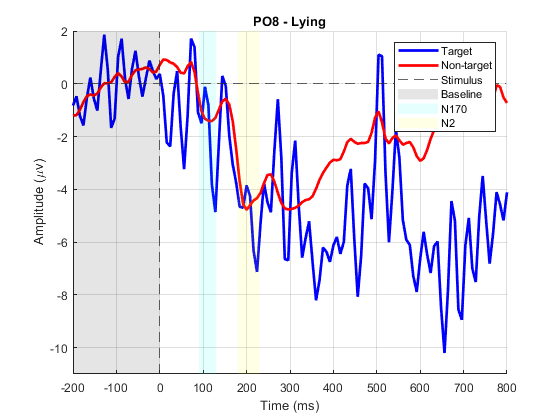 PO8 - Lying
Amplitude (μv)
2
0
-2
-4
-6
-8
-10
-200
-100
0
100
200
300
400
500
600
700
800
Time (ms)
Target
Non-target
Stimulus
Baseline
N170
N2